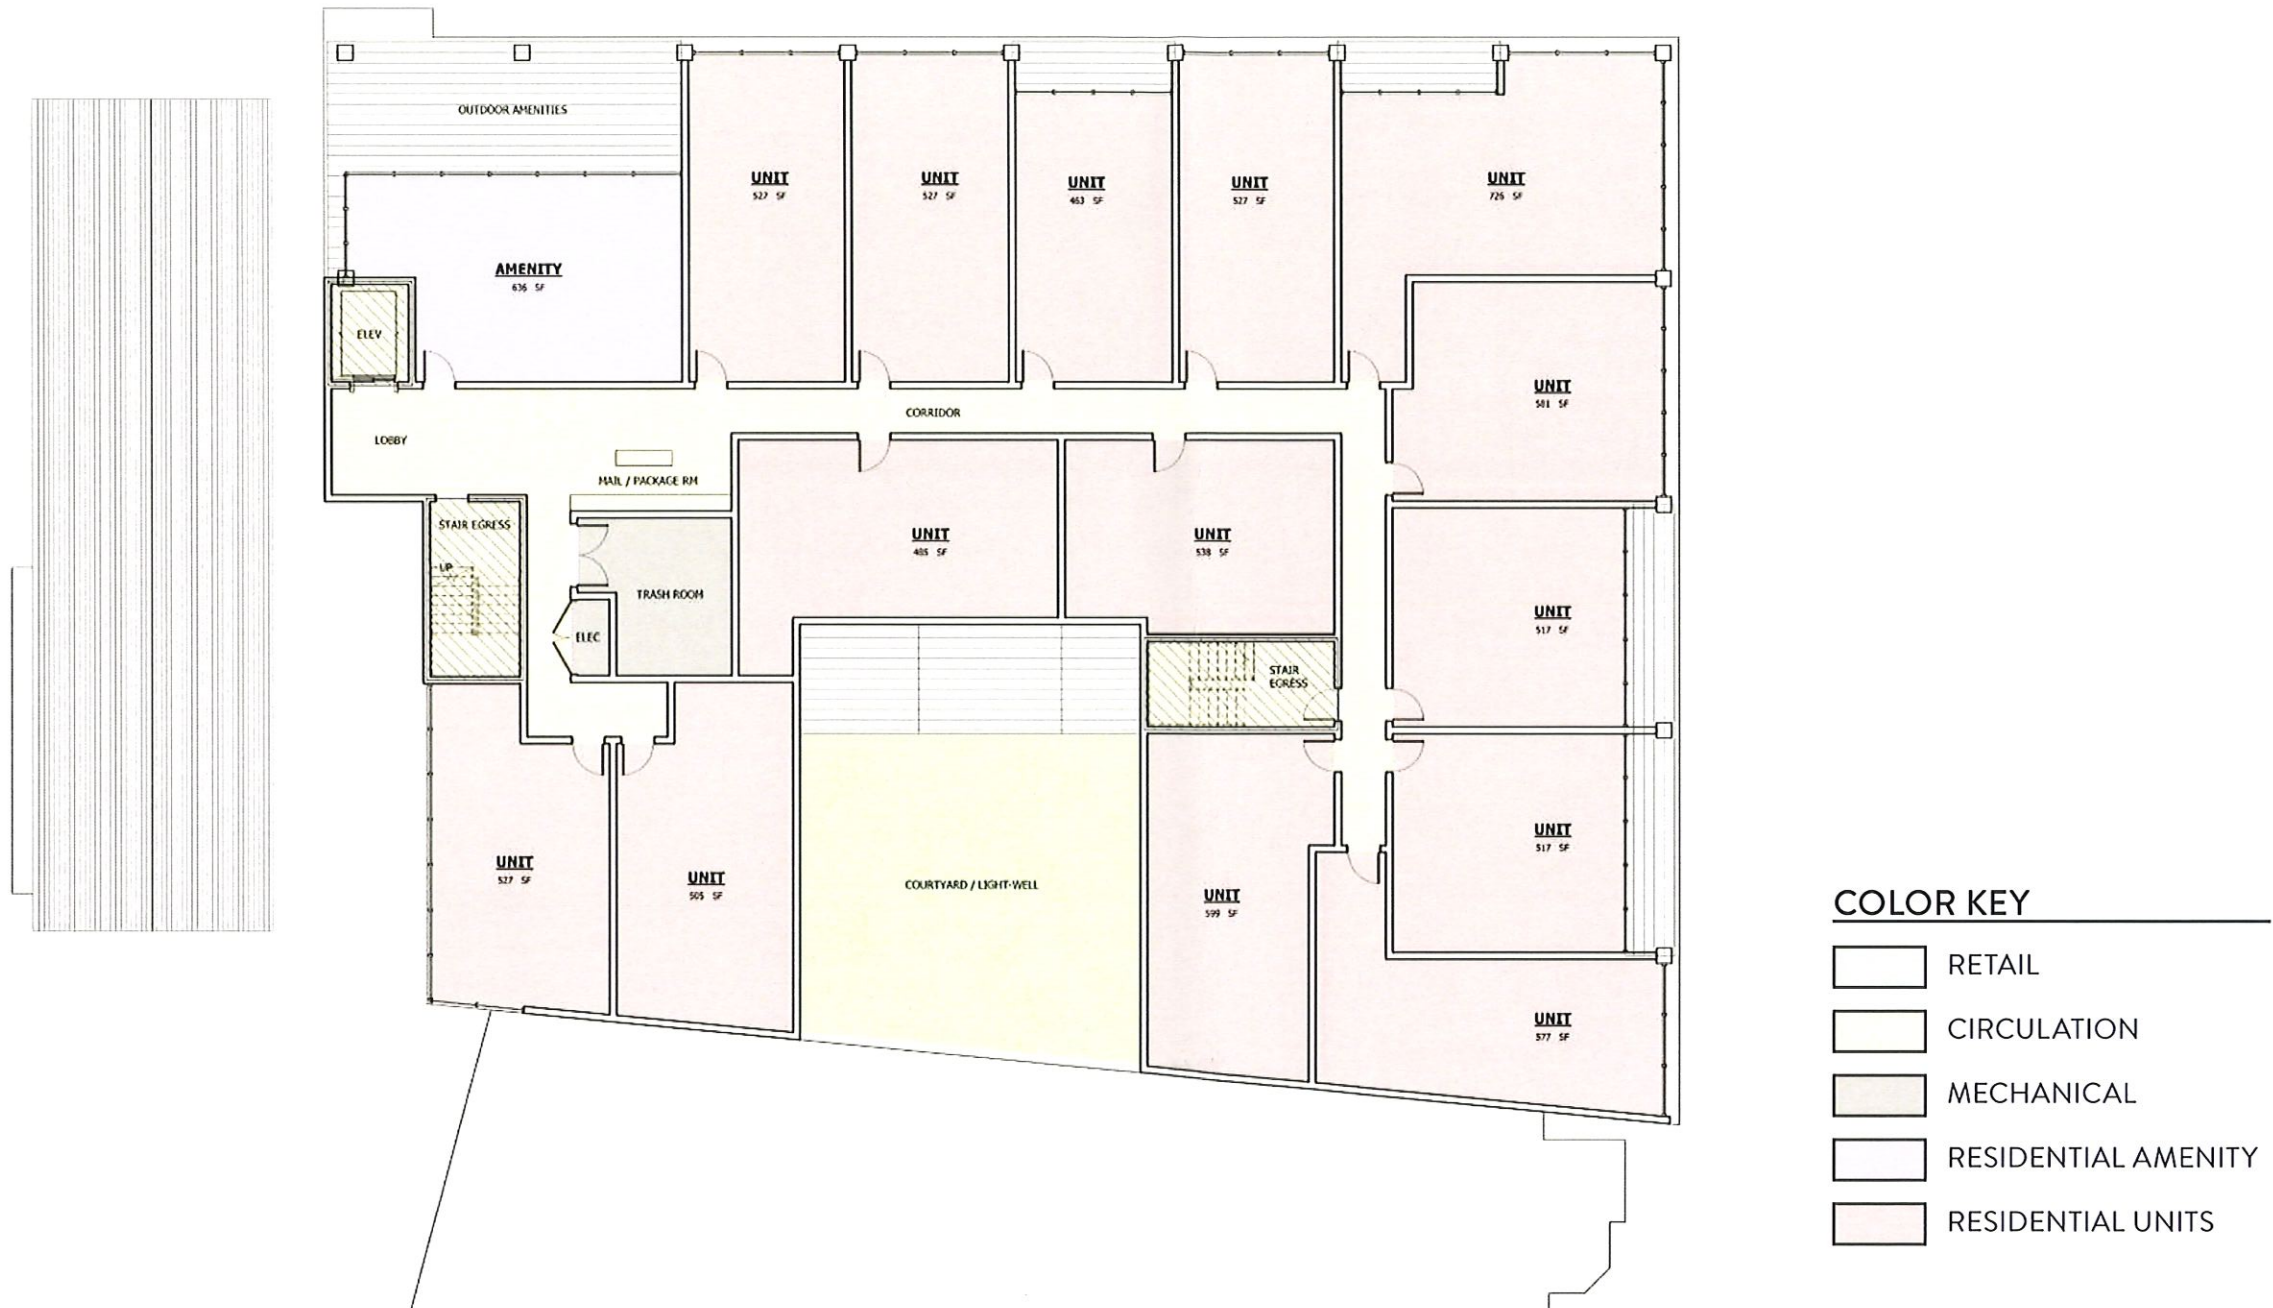 OUTDOOR AMENITIES
UNIT
527 SF
UNIT
527 SF
UNIT
463 SF
UNIT
527 SF
UNIT
726 SF
AMENITY
636 SF
ELEV
UNIT
581 SF
CORRIDOR
LOBBY
MAIL / PACKAGE RM
STAIR EGRESS
UP
UNIT
485 SF
UNIT
538 SF
TRASH ROOM
ELEC
UNIT
517 SF
STAIR
EGRESS
UNIT
527 SF
UNIT
505 SF
COURTYARD / LIGHT-WELL
UNIT
599 SF
UNIT
517 SF
UNIT
577 SF
COLOR KEY
RETAIL
CIRCULATION
MECHANICAL
RESIDENTIAL AMENITY
RESIDENTIAL UNITS